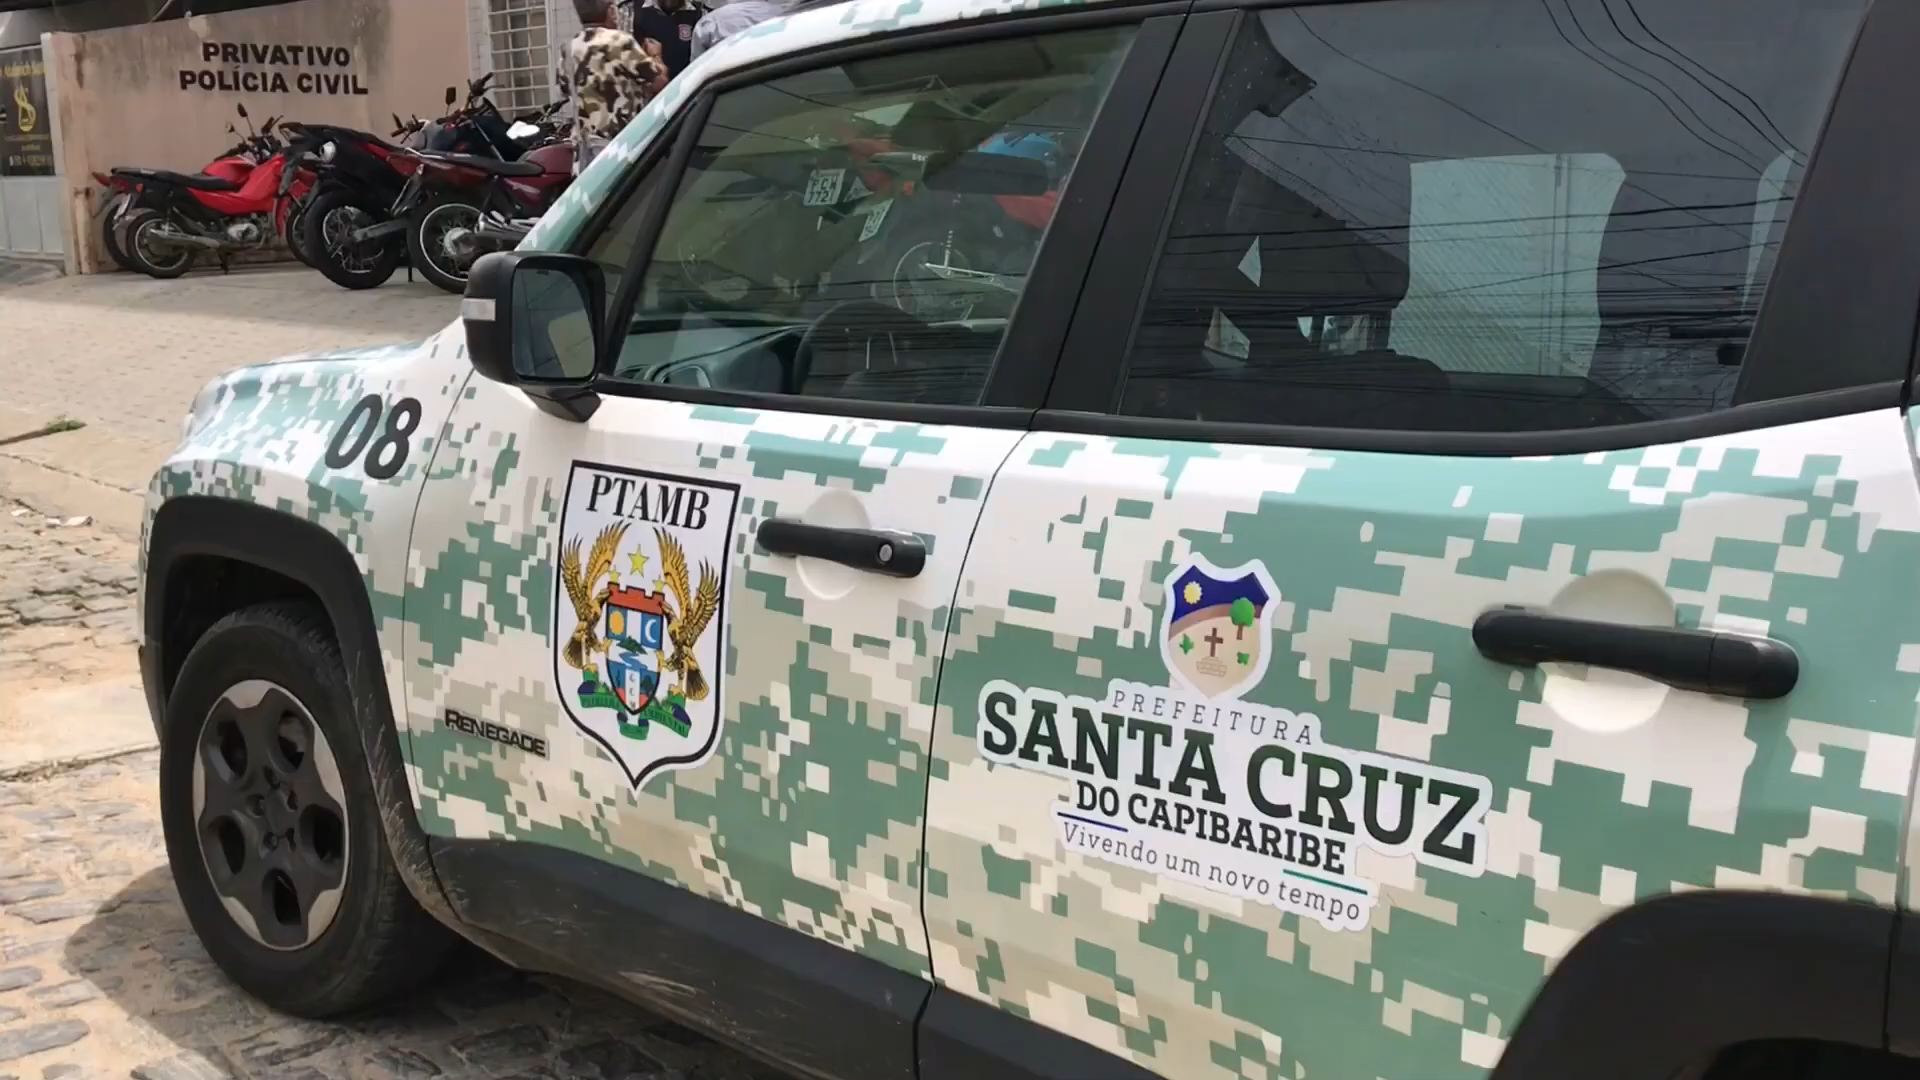 PRIVATIVO
POLÍCIA CIVIL
08
PTAMB
RENEGADE
PREFEITURA
SANTA CRUZ
DO CAPIBARIBE
Vivendo um novo tempo